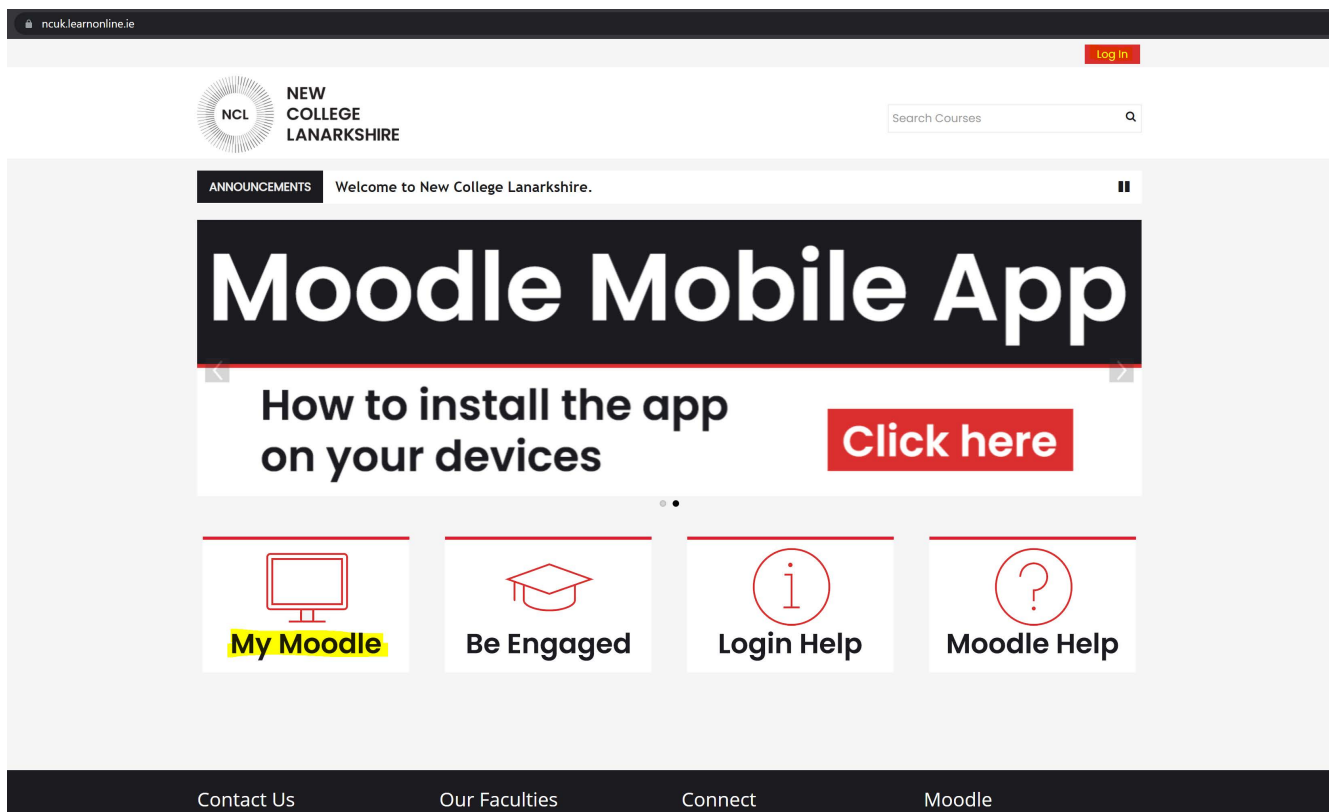 ncuk.learnonline.ie
Log In
NCL
NEW
COLLEGE
LANARKSHIRE
Search Courses
ANNOUNCEMENTS Welcome to New College Lanarkshire.
Moodle Mobile App
How to install the app
on your devices
Click here
My Moodle
Be Engaged
Login Help
Moodle Help
Contact Us
Our Faculties
Connect
Moodle